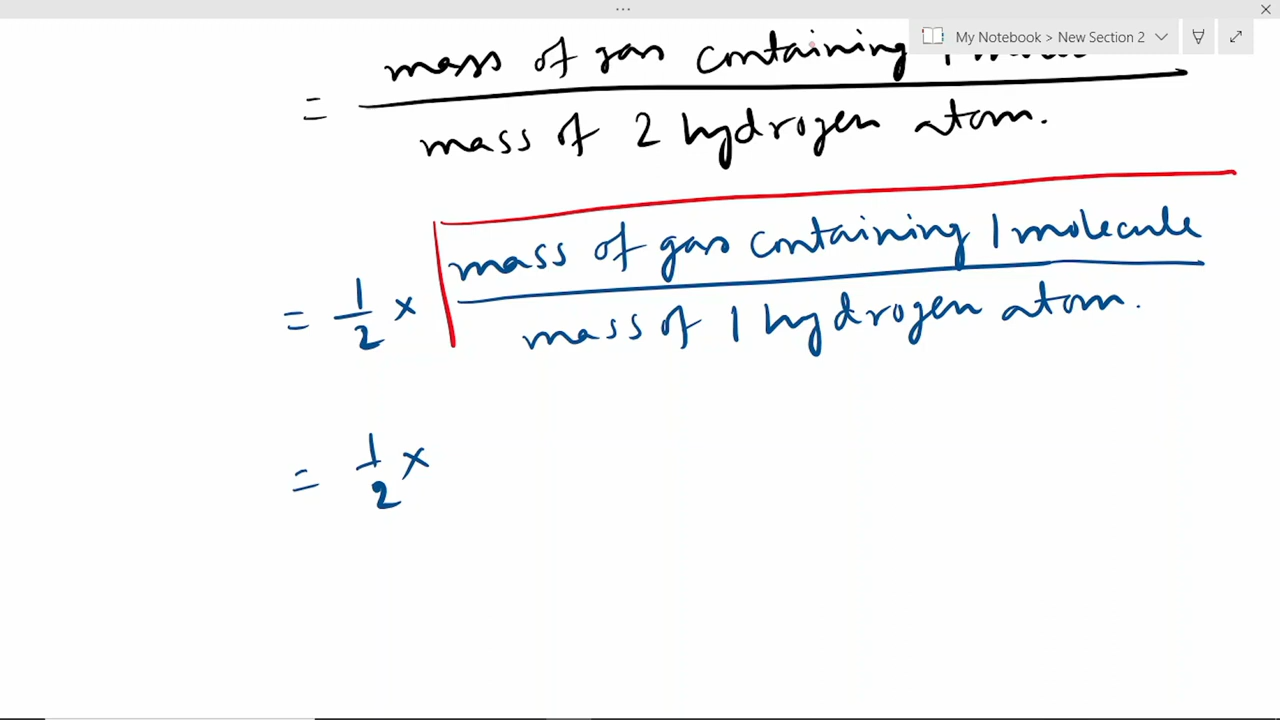 ...
My Notebook > New Section 2
mass of gas containing 1
=
mass of 2 hydrogen atom.
mass of gas containing 1 molecule
= 1/2 ×
mass of 1 hydrogen atom.
= 1/2 ×